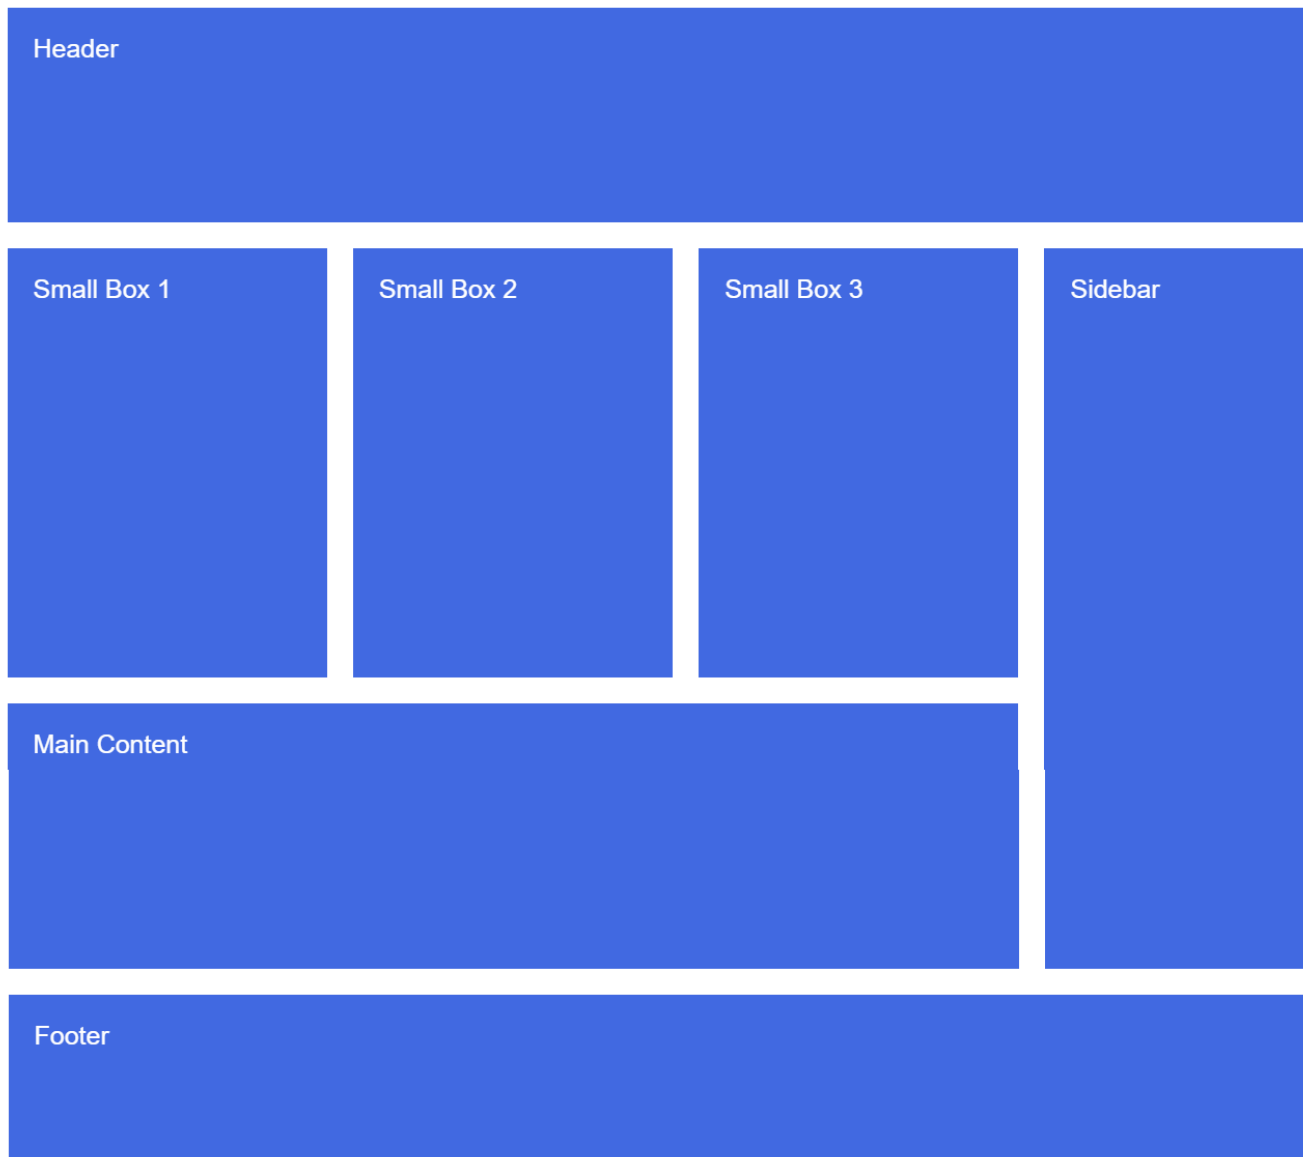 Header
Small Box 1
Small Box 2
Small Box 3
Sidebar
Main Content
Footer